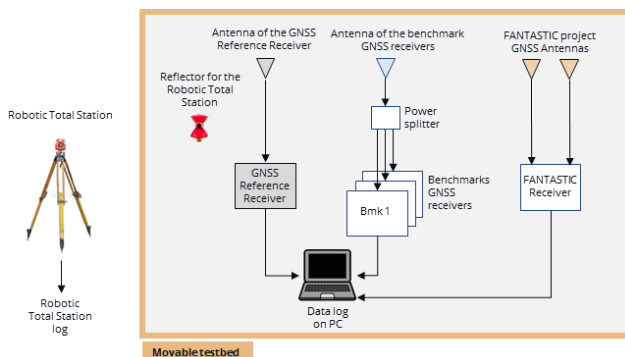 Antenna of the GNSS
Reference Receiver
Antenna of the benchmark
GNSS receivers
FANTASTIC project
GNSS Antennas
Reflector for the
Robotic Total
Station
Robotic Total Station
Power
splitter
GNSS
Reference
Receiver
Benchmarks
GNSS
receivers
Bmk 1
FANTASTIC
Receiver
Data log
on PC
Robotic
Total Station
log
Movable testbed